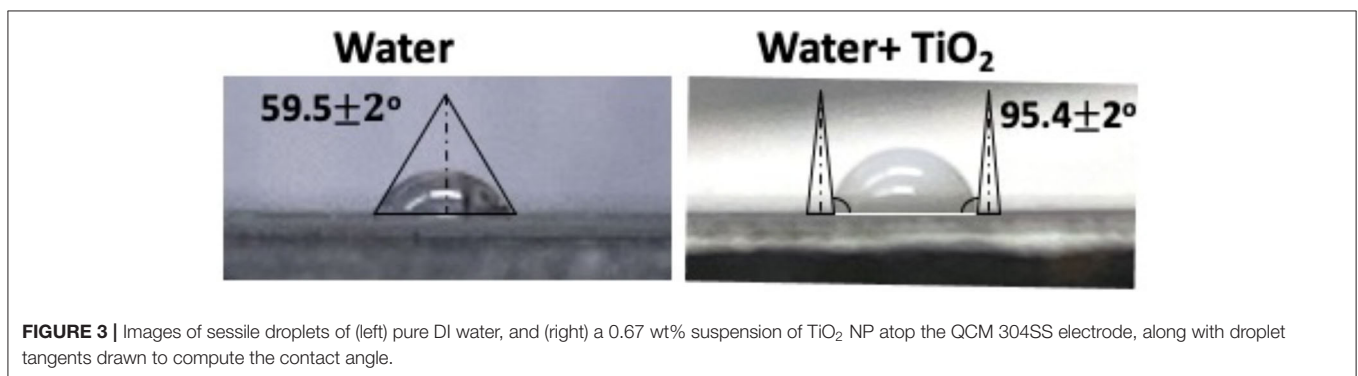 Water
Water+ TiO₂
59.5±2°
95.4±2°
FIGURE 3 | Images of sessile droplets of (left) pure DI water, and (right) a 0.67 wt% suspension of TiO₂ NP atop the QCM 304SS electrode, along with droplet
tangents drawn to compute the contact angle.